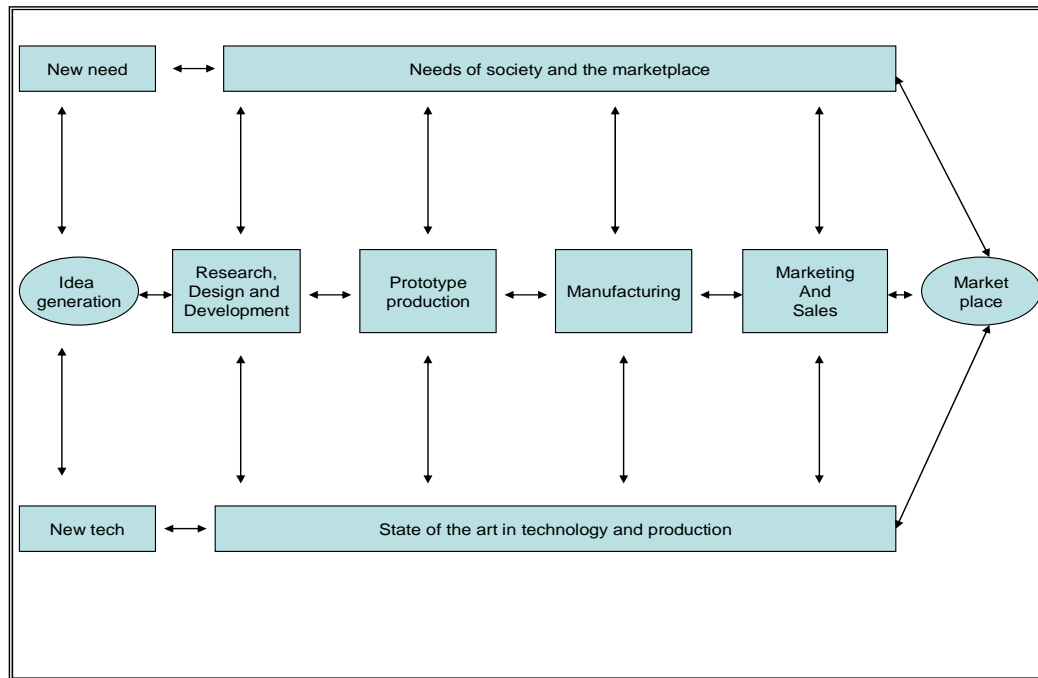 New need
Needs of society and the marketplace
Idea
generation
Research,
Design and
Development
Prototype
production
Manufacturing
Marketing
And
Sales
Market
place
New tech
State of the art in technology and production